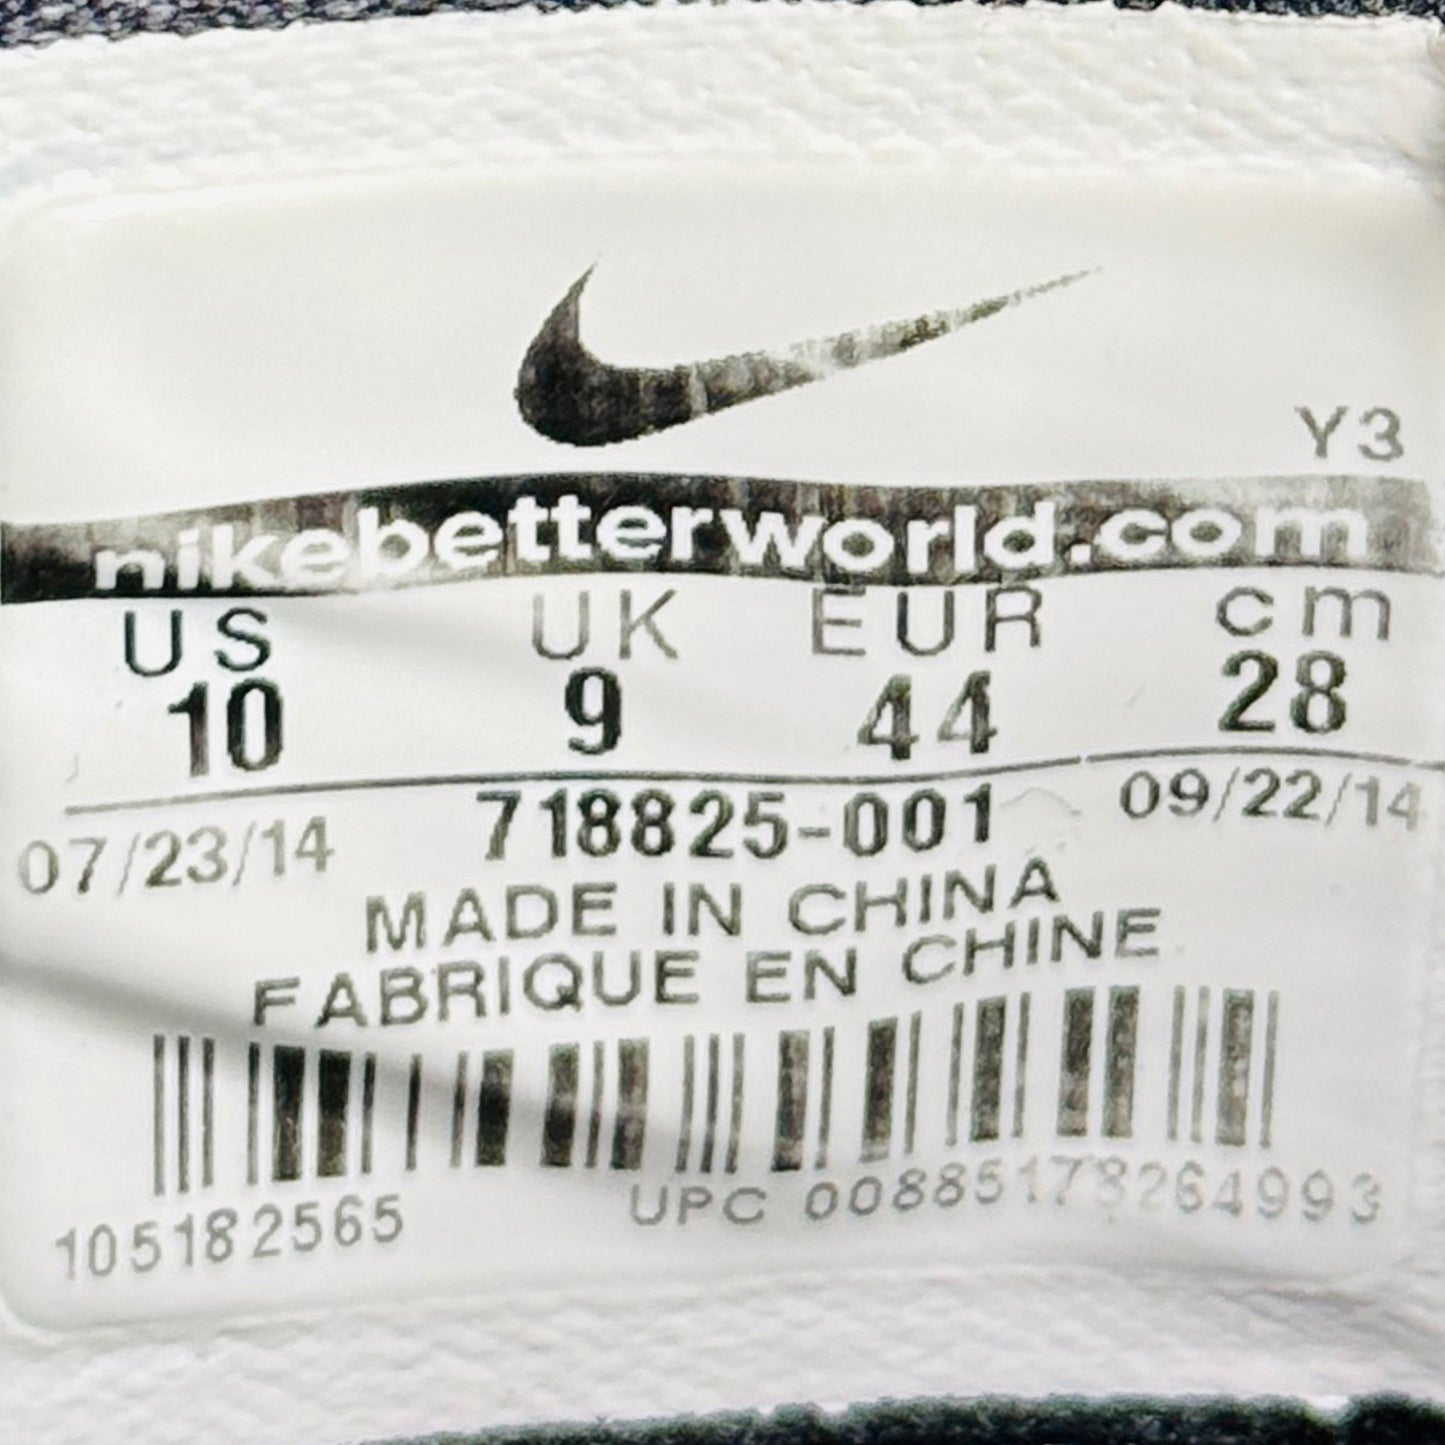 Y3
nikebetterworld.com
US UK EUR cm
10 9 44 28
07/23/14 718825-001 09/22/14
MADE IN CHINA
FABRIQUE EN CHINE
105182565 UPC 00885178264993